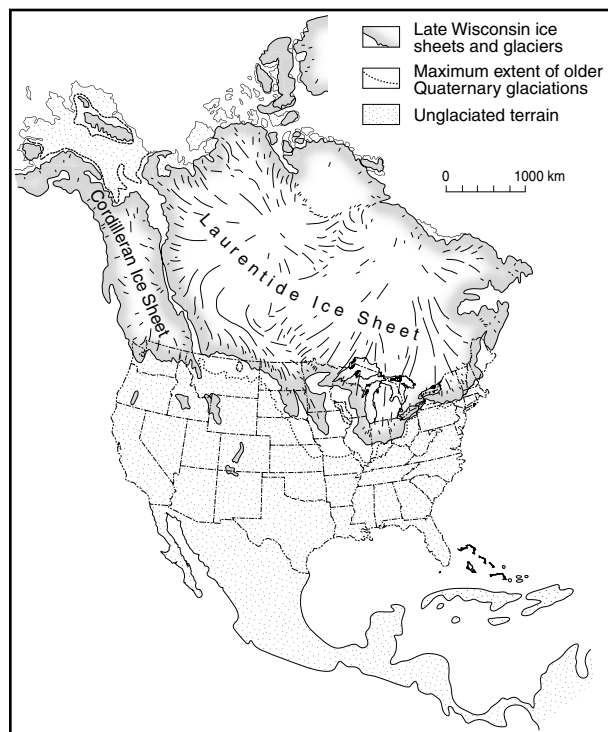 Late Wisconsin ice
sheets and glaciers
Maximum extent of older
Quaternary glaciations
Unglaciated terrain
0 1000 km
Cordilleran Ice Sheet
Laurentide Ice Sheet